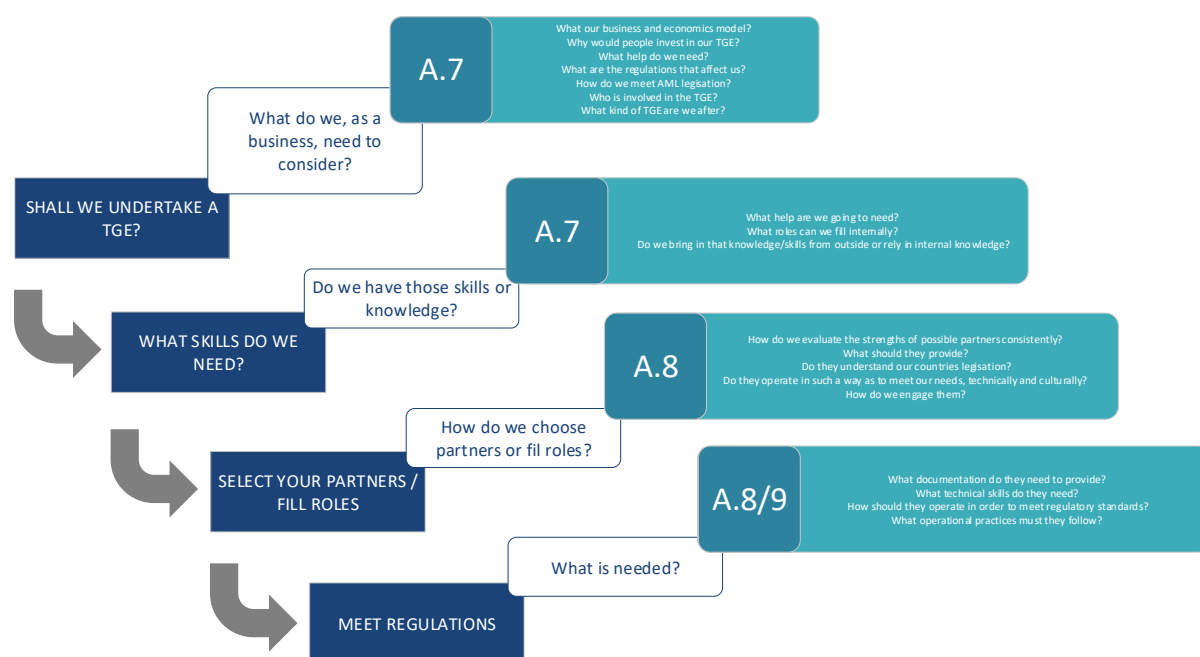 A.7
What our business and economics model?
Why would people invest in our TGE?
What help do we need?
What are the regulations that affect us?
How do we meet AML legisation?
Who is involved in the TGE?
What kind of TGE are we after?
What do we, as a
business, need to
consider?
SHALL WE UNDERTAKE A
TGE?
A.7
What help are we going to need?
What roles can we fill internally?
Do we bring in that knowledge/skills from outside or rely in internal knowledge?
Do we have those skills or
knowledge?
WHAT SKILLS DO WE
NEED?
A.8
How do we evaluate the strengths of possible partners consistently?
What should they provide?
Do they understand our countries legisation?
Do they operate in such a way as to meet our needs, technically and culturally?
How do we engage them?
How do we choose
partners or fil roles?
SELECT YOUR PARTNERS /
FILL ROLES
A.8/9
What documentation do they need to provide?
What technical skills do they need?
How should they operate in order to meet regulatory standards?
What operational practices must they follow?
What is needed?
MEET REGULATIONS